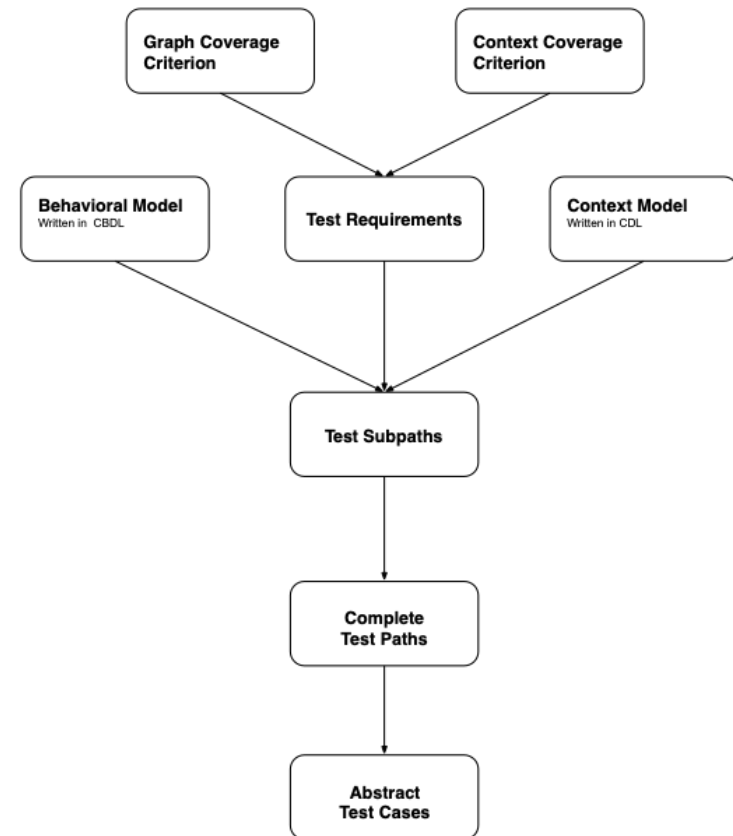 Graph Coverage
Criterion
Context Coverage
Criterion
Behavioral Model
Written in CBDL
Test Requirements
Context Model
Written in CDL
Test Subpaths
Complete
Test Paths
Abstract
Test Cases